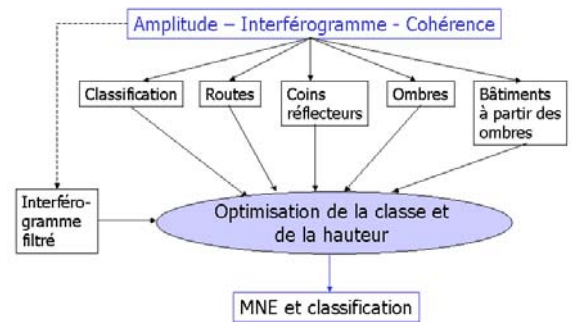 Amplitude – Interférogramme - Cohérence
Classification
Routes
Coins
réflecteurs
Ombres
Bâtiments
à partir des
ombres
Interféro-
gramme
filtré
Optimisation de la classe et
de la hauteur
MNE et classification